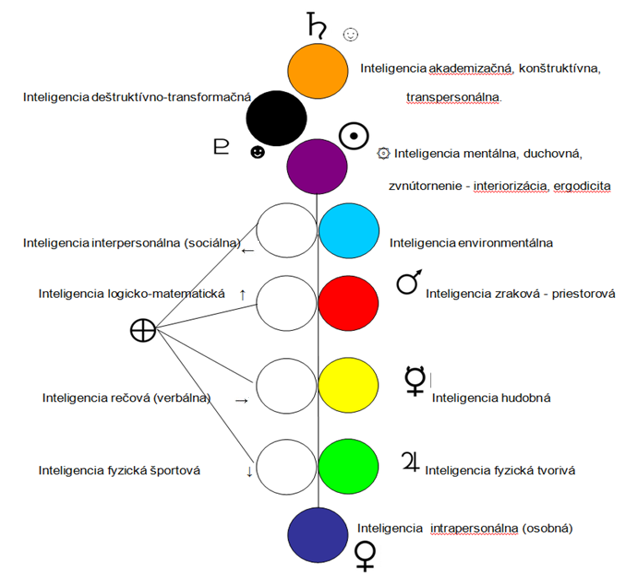 ♄ ☺
Inteligencia akademizačná, konštruktívna,
transpersonálna.
Inteligencia deštruktívno-transformačná
♇ ☻ ☉
۞ Inteligencia mentálna, duchovná,
zvnútornenie - interiorizácia, ergodicita
Inteligencia interpersonálna (sociálna) ←
Inteligencia environmentálna
Inteligencia logicko-matematická ↑
♂ Inteligencia zraková - priestorová
⊕
Inteligencia rečová (verbálna) →
☿ Inteligencia hudobná
Inteligencia fyzická športová ↓
♃ Inteligencia fyzická tvorivá
Inteligencia intrapersonálna (osobná)
♀